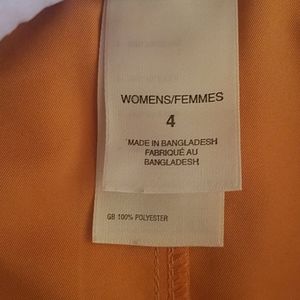 WOMENS/FEMMES
4
MADE IN BANGLADESH
FABRIQUÉ AU
BANGLADESH
GB 100% POLYESTER